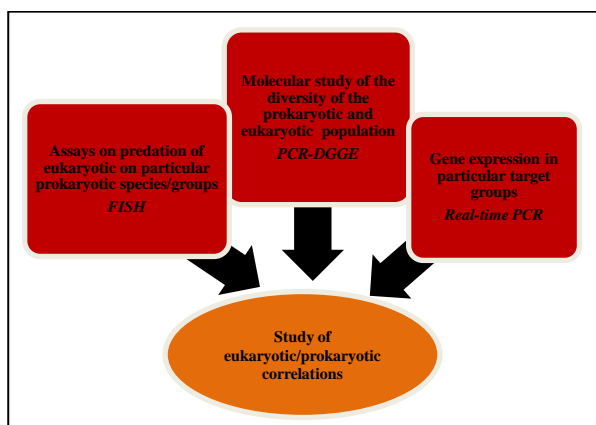 Molecular study of the
diversity of the
prokaryotic and
eukaryotic population
PCR-DGGE
Assays on predation of
eukaryotic on particular
prokaryotic species/groups
FISH
Gene expression in
particular target
groups
Real-time PCR
Study of
eukaryotic/prokaryotic
correlations